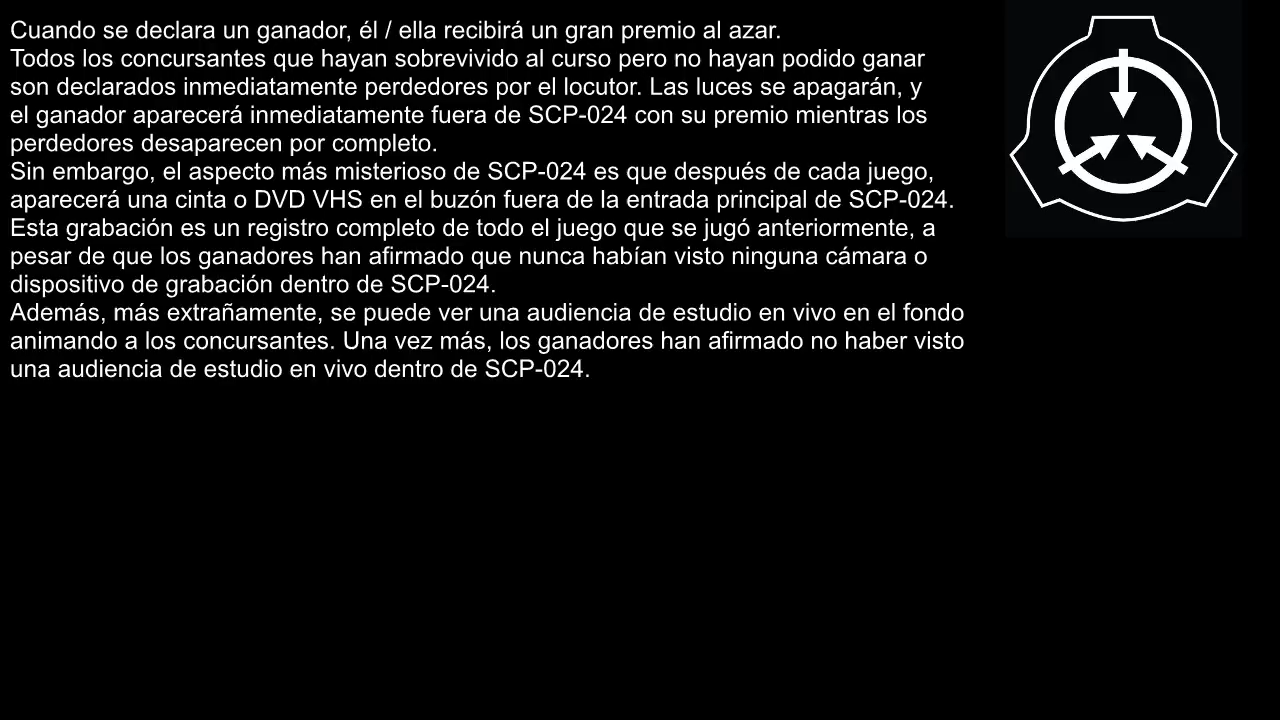 Cuando se declara un ganador, él / ella recibirá un gran premio al azar.
Todos los concursantes que hayan sobrevivido al curso pero no hayan podido ganar
son declarados inmediatamente perdedores por el locutor. Las luces se apagarán, y
el ganador aparecerá inmediatamente fuera de SCP-024 con su premio mientras los
perdedores desaparecen por completo.
Sin embargo, el aspecto más misterioso de SCP-024 es que después de cada juego,
aparecerá una cinta o DVD VHS en el buzón fuera de la entrada principal de SCP-024.
Esta grabación es un registro completo de todo el juego que se jugó anteriormente, a
pesar de que los ganadores han afirmado que nunca habían visto ninguna cámara o
dispositivo de grabación dentro de SCP-024.
Además, más extrañamente, se puede ver una audiencia de estudio en vivo en el fondo
animando a los concursantes. Una vez más, los ganadores han afirmado no haber visto
una audiencia de estudio en vivo dentro de SCP-024.